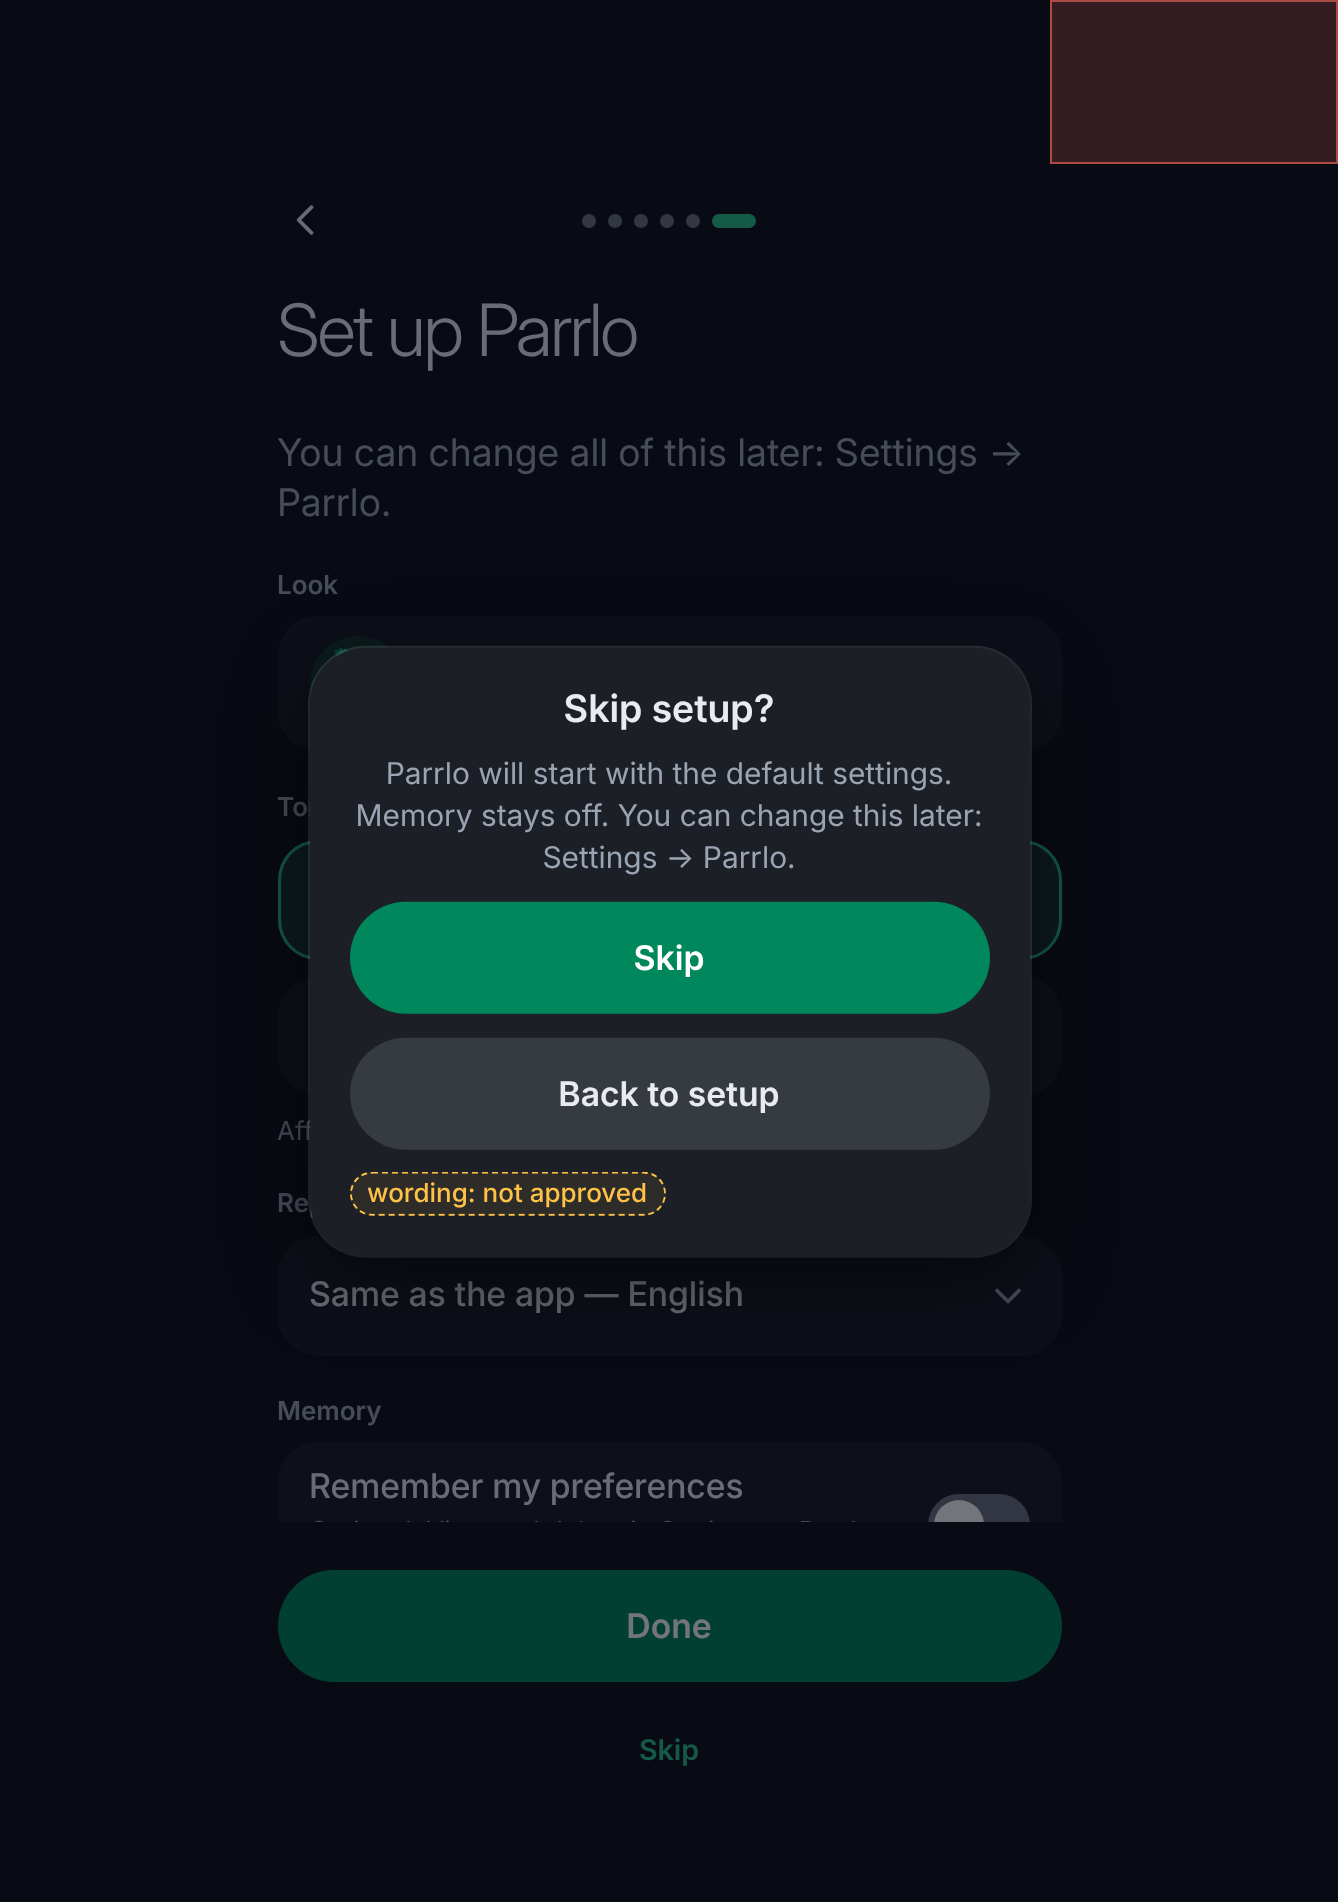 Set up Parrlo
You can change all of this later: Settings →
Parrlo.
Look
Skip setup?
Parrlo will start with the default settings.
Memory stays off. You can change this later:
Settings → Parrlo.
Skip
Back to setup
wording: not approved
Same as the app — English
Memory
Remember my preferences
Done
Skip